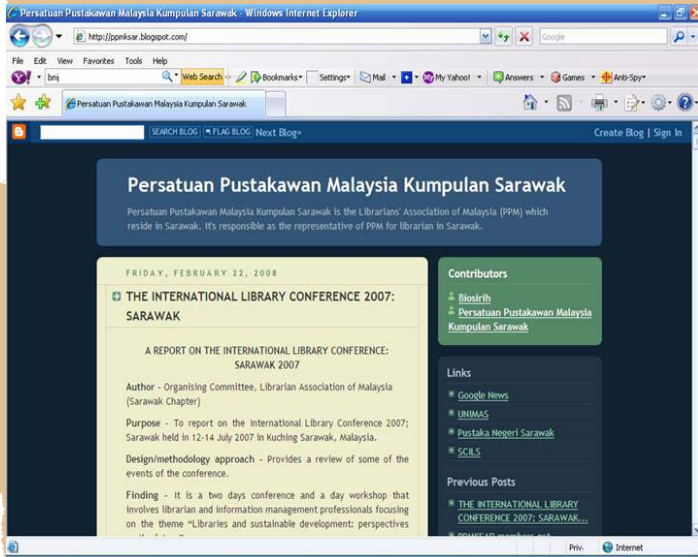 Persatuan Pustakawan Malaysia Kumpulan Sarawak - Windows Internet Explorer
http://ppmksar.blogspot.com/
Google
File Edit View Favorites Tools Help
bmj Web Search Bookmarks Settings Mail My Yahoo! Answers Games Anti-Spy
Persatuan Pustakawan Malaysia Kumpulan Sarawak
SEARCH BLOG FLAG BLOG Next Blog» Create Blog | Sign In
Persatuan Pustakawan Malaysia Kumpulan Sarawak
Persatuan Pustakawan Malaysia Kumpulan Sarawak is the Librarians' Association of Malaysia (PPM) which
reside in Sarawak. It's responsible as the representative of PPM for librarian in Sarawak.
FRIDAY, FEBRUARY 22, 2008
THE INTERNATIONAL LIBRARY CONFERENCE 2007:
SARAWAK
A REPORT ON THE INTERNATIONAL LIBRARY CONFERENCE:
SARAWAK 2007
Author - Organising Committee, Librarian Association of Malaysia
(Sarawak Chapter)
Purpose - To report on the International Library Conference 2007;
Sarawak held in 12-14 July 2007 in Kuching Sarawak, Malaysia.
Design/methodology approach - Provides a review of some of the
events of the conference.
Finding - It is a two days conference and a day workshop that
involves librarian and information management professionals focusing
on the theme “Libraries and sustainable development: perspectives
Contributors
Biosirih
Persatuan Pustakawan Malaysia
Kumpulan Sarawak
Links
Google News
UNIMAS
Pustaka Negeri Sarawak
SCILS
Previous Posts
THE INTERNATIONAL LIBRARY
CONFERENCE 2007: SARAWAK...
Internet